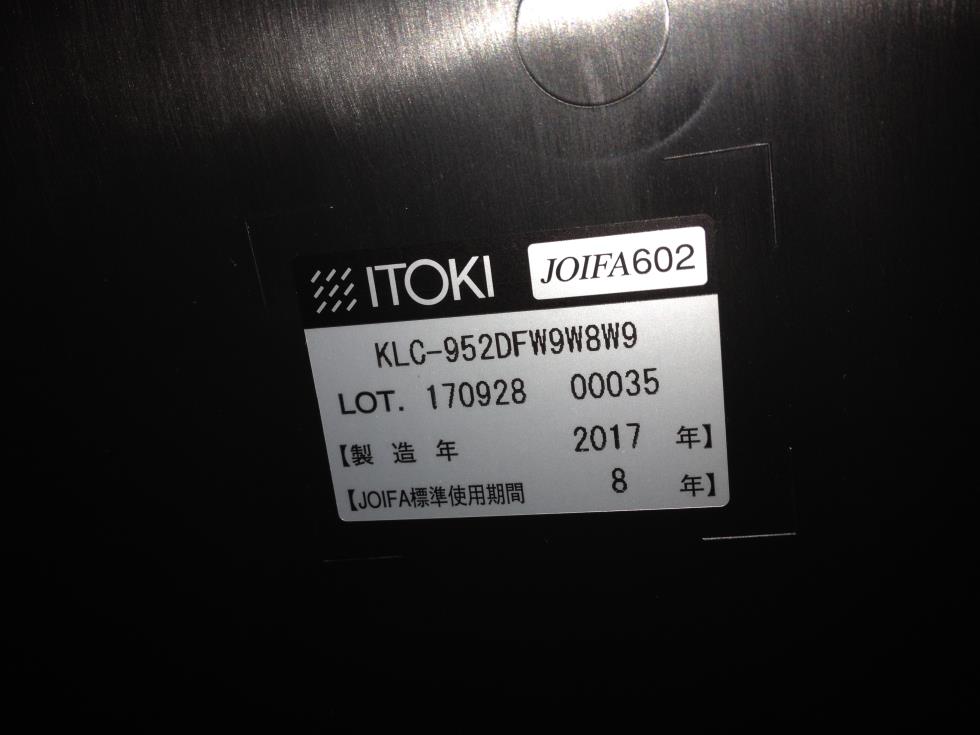 ITOKI JOIFA602
KLC-952DFW9W8W9
LOT. 170928 00035
【製造年 2017 年】
【JOIFA標準使用期間 8 年】